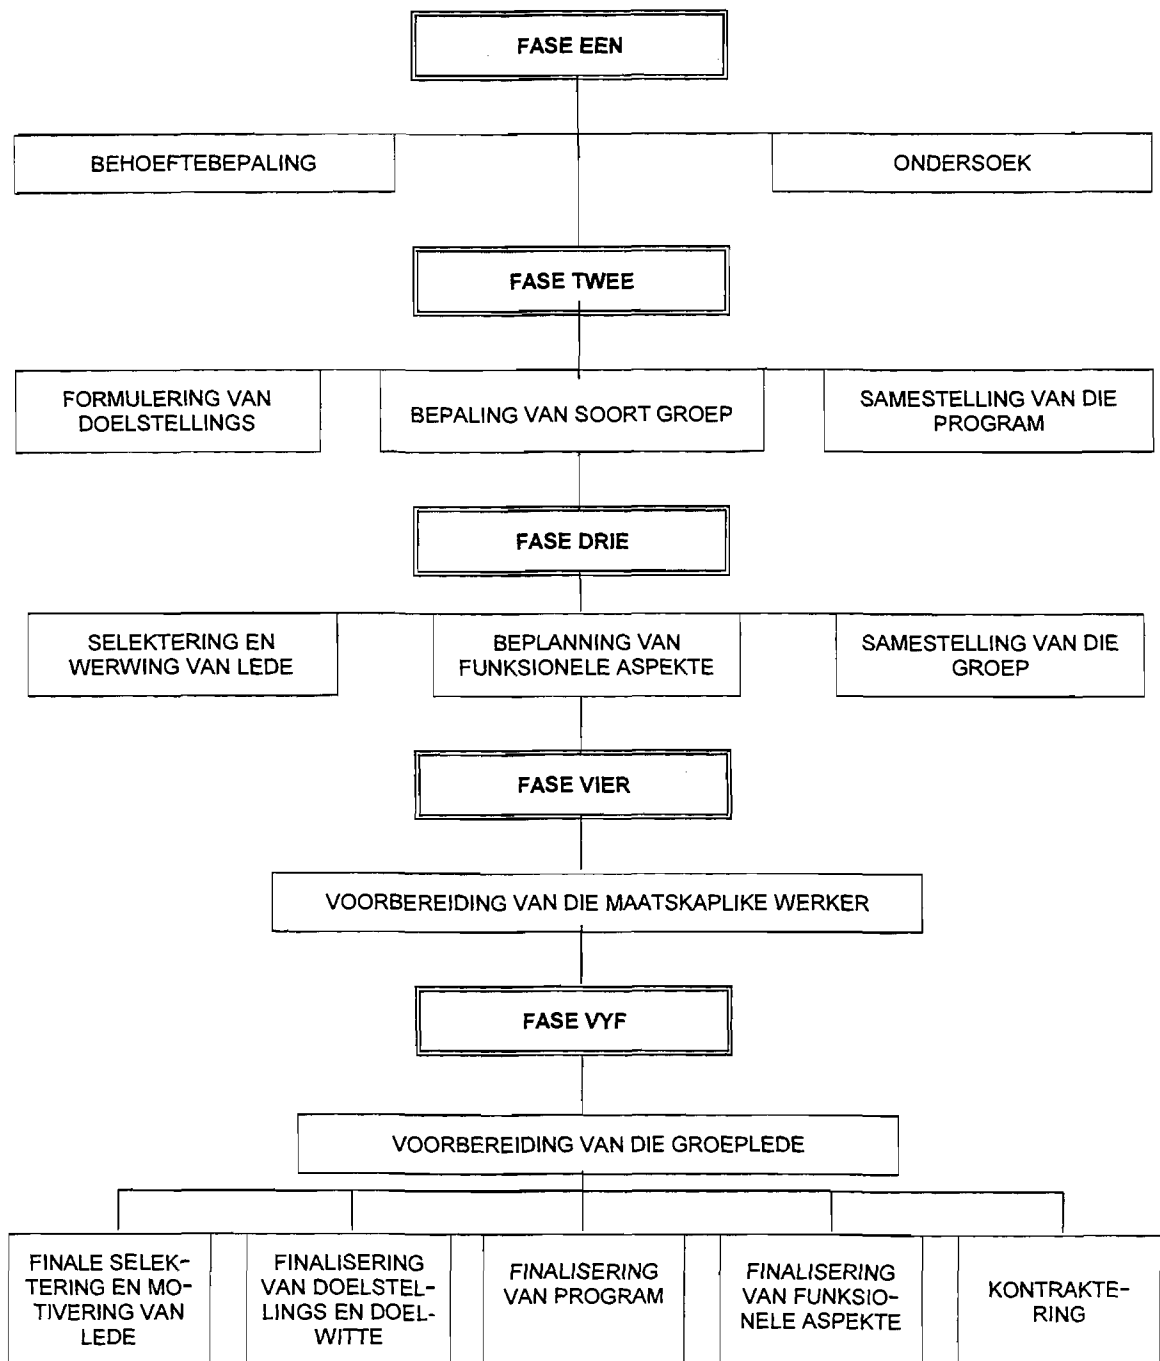 FASE EEN
BEHOEFTEBEPALING
ONDERSOEK
FASE TWEE
FORMULERING VAN
DOELSTELLINGS
BEPALING VAN SOORT GROEP
SAMESTELLING VAN DIE
PROGRAM
FASE DRIE
SELEKTERING EN
WERWING VAN LEDE
BEPLANNING VAN
FUNKSIONELE ASPEKTE
SAMESTELLING VAN DIE
GROEP
FASE VIER
VOORBEREIDING VAN DIE MAATSKAPLIKE WERKER
FASE VYF
VOORBEREIDING VAN DIE GROEPLEDE
FINALE SELEK-
TERING EN MO-
TIVERING VAN
LEDE
FINALISERING
VAN DOELSTEL-
LINGS EN DOEL-
WITTE
FINALISERING
VAN PROGRAM
FINALISERING
VAN FUNKSIO-
NELE ASPEKTE
KONTRAKTE-
RING